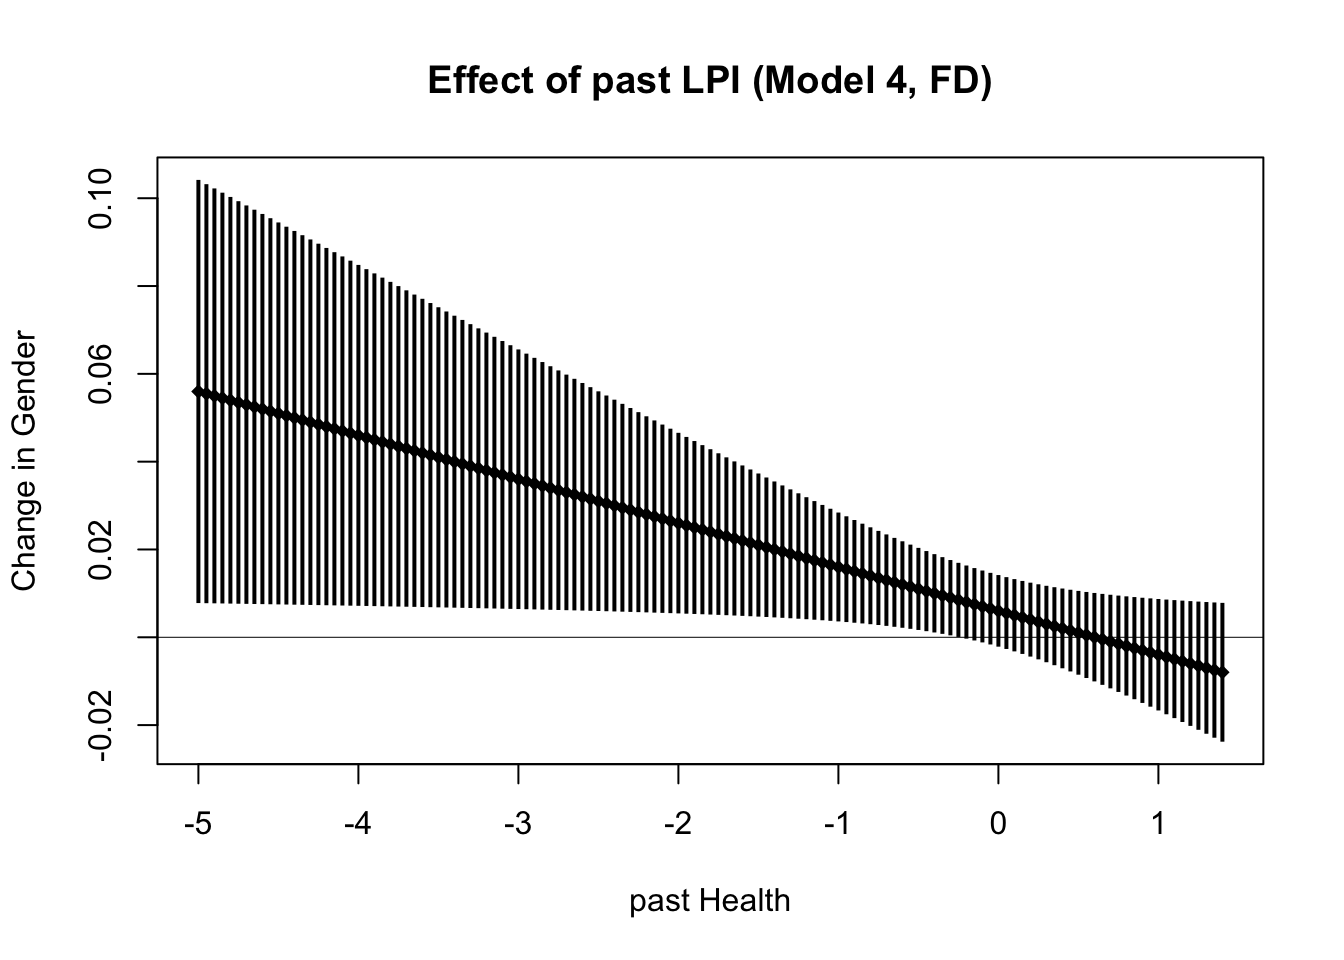 Effect of past LPI (Model 4, FD)
Change in Gender
0.10
0.06
0.02
-0.02
-5 -4 -3 -2 -1 0 1
past Health